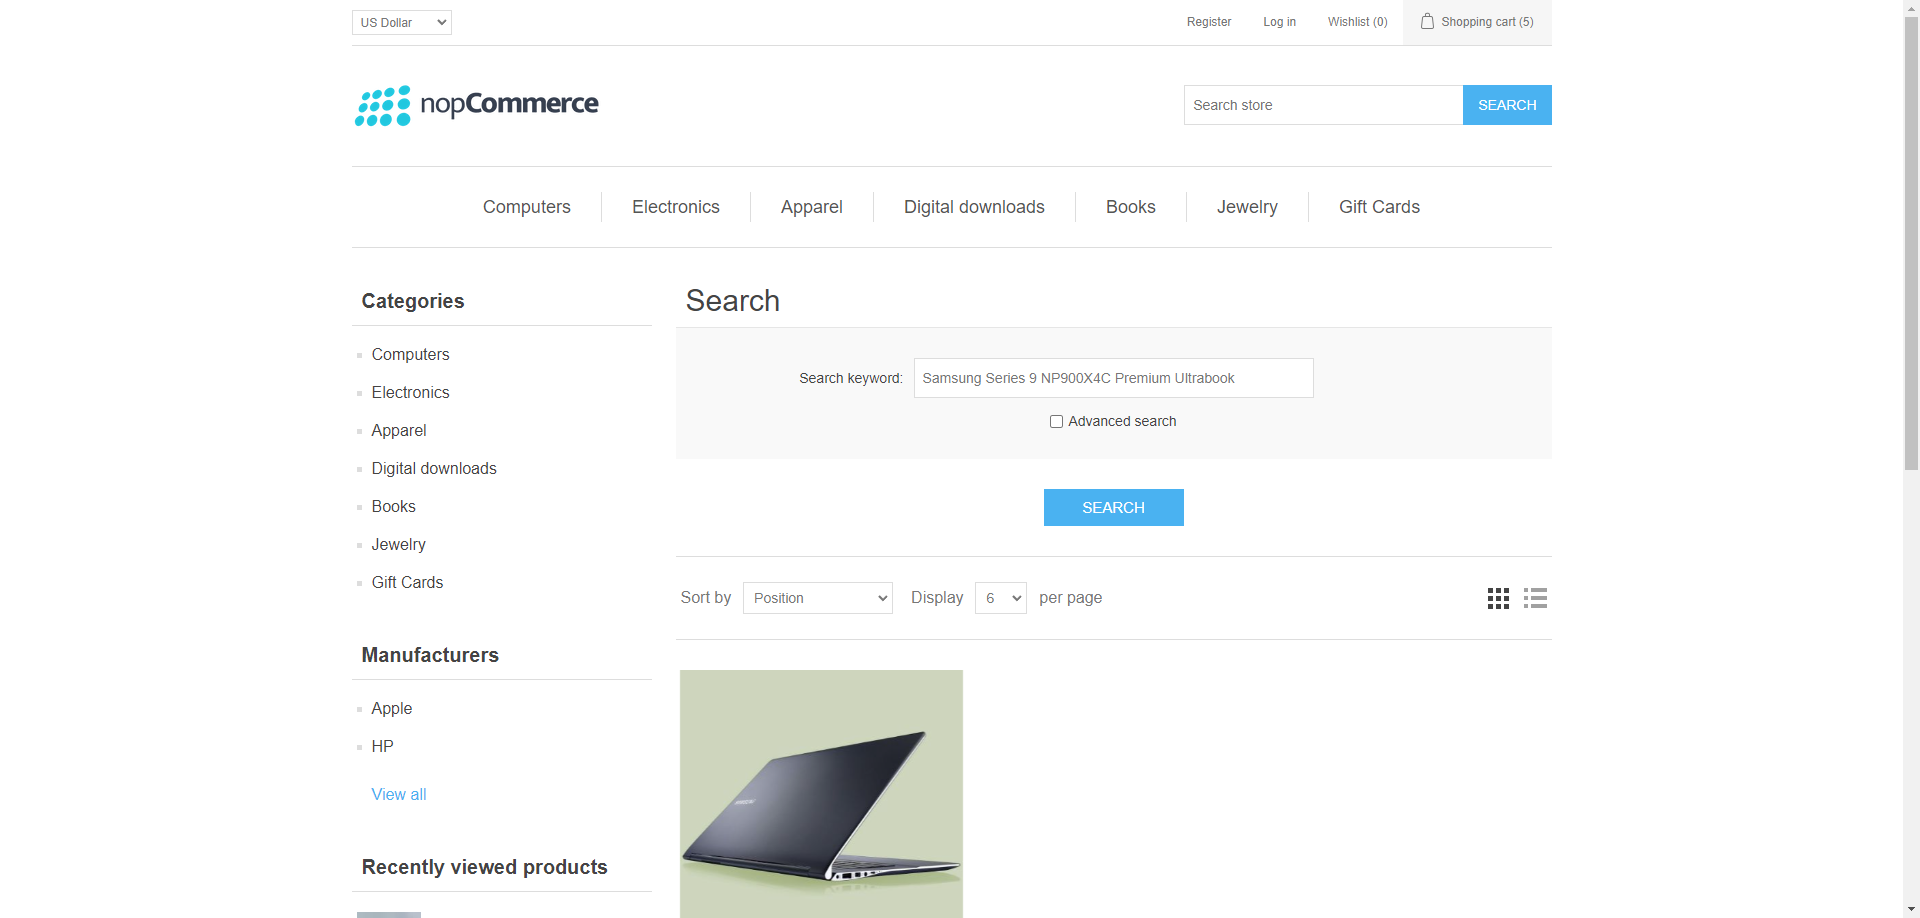 US Dollar
Register
Log in
Wishlist (0)
Shopping cart (5)
nopCommerce
Search store
SEARCH
Computers
Electronics
Apparel
Digital downloads
Books
Jewelry
Gift Cards
Categories
Computers
Electronics
Apparel
Digital downloads
Books
Jewelry
Gift Cards
Manufacturers
Apple
HP
View all
Recently viewed products
Search
Search keyword:
Samsung Series 9 NP900X4C Premium Ultrabook
Advanced search
SEARCH
Sort by
Position
Display
6
per page